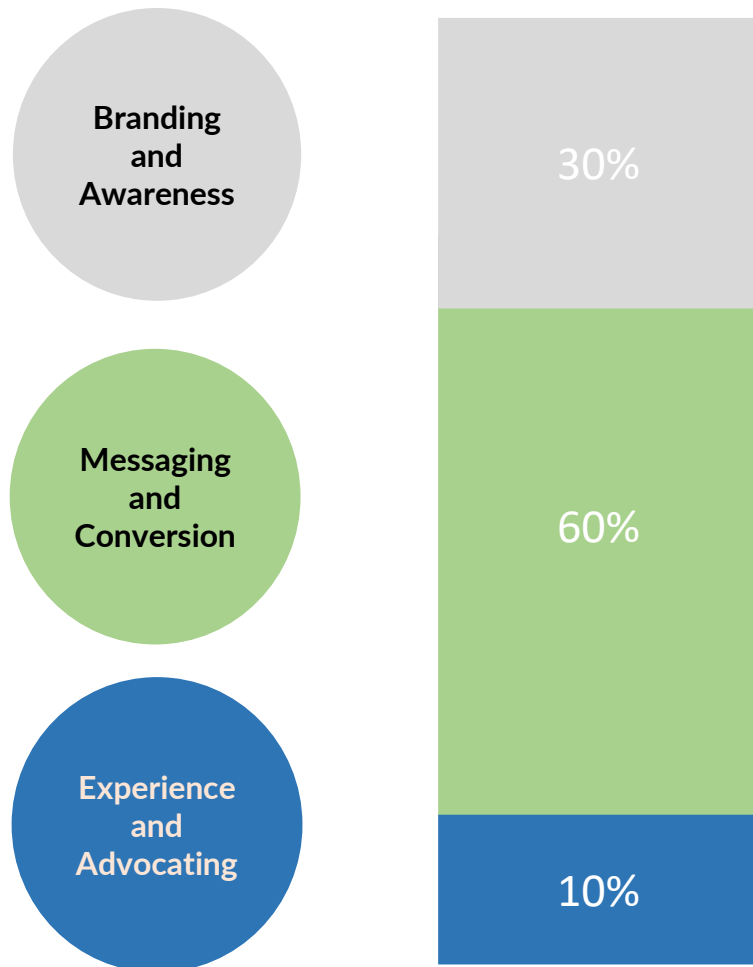 Branding
and
Awareness
30%
Messaging
and
Conversion
60%
Experience
and
Advocating
10%